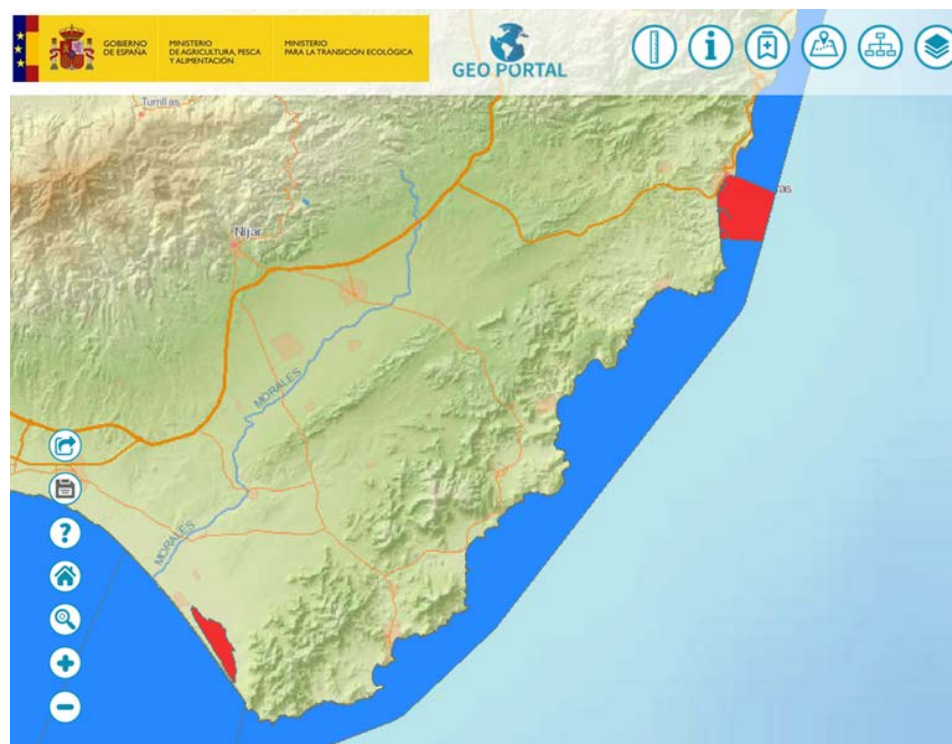 GOBIERNO
DE ESPAÑA
MINISTERIO
DE AGRICULTURA, PESCA
Y ALIMENTACIÓN
MINISTERIO
PARA LA TRANSICIÓN ECOLÓGICA
GEO PORTAL
Turrillas
ras
Níjar
MORALES
MORALES